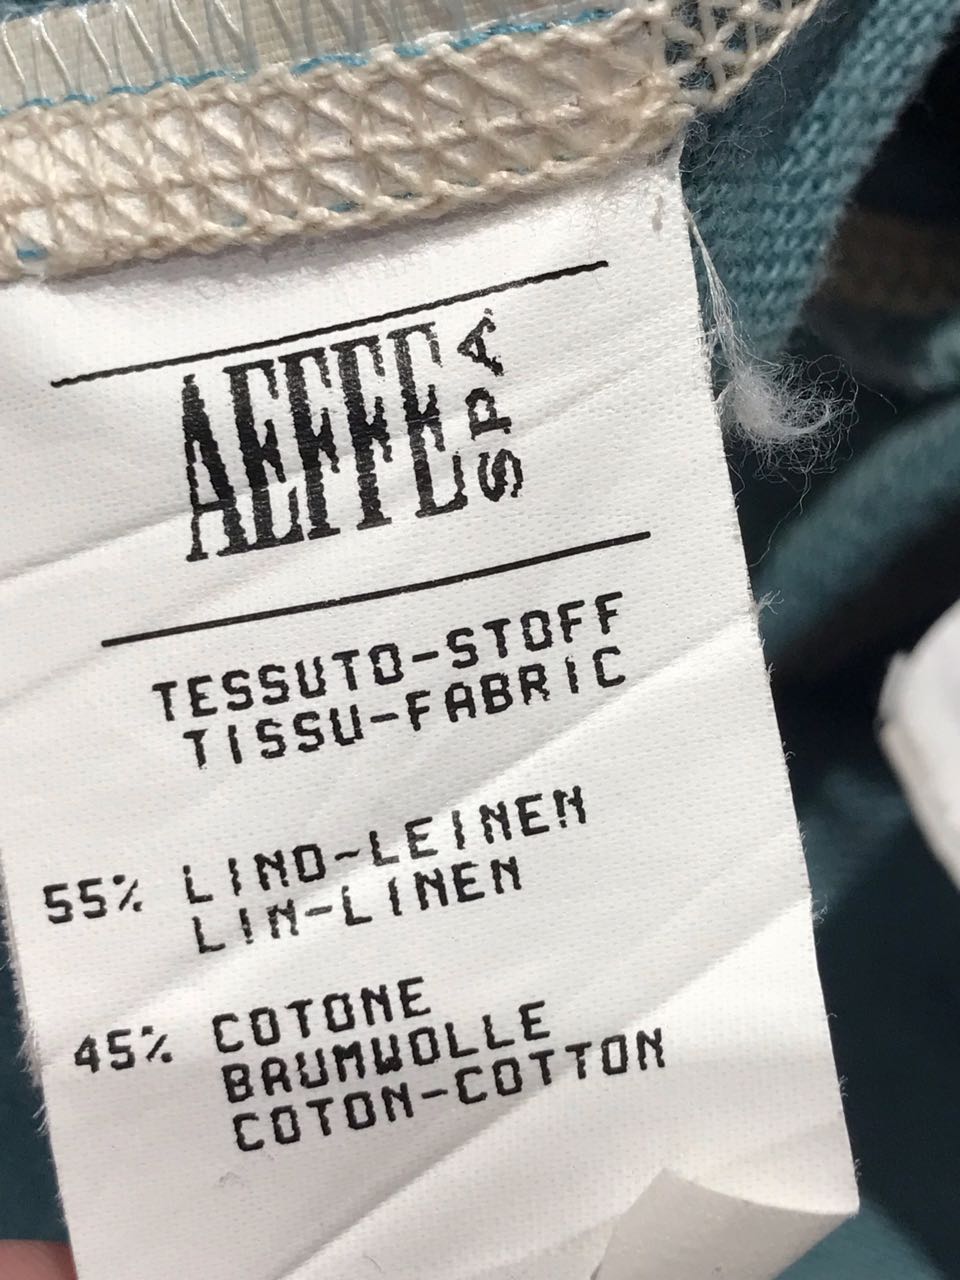 AEFFE SPA
TESSUTO-STOFF
TISSU-FABRIC
55% LINO-LEINEN
LIN-LINEN
45% COTONE
BAUMWOLLE
COTON-COTTON